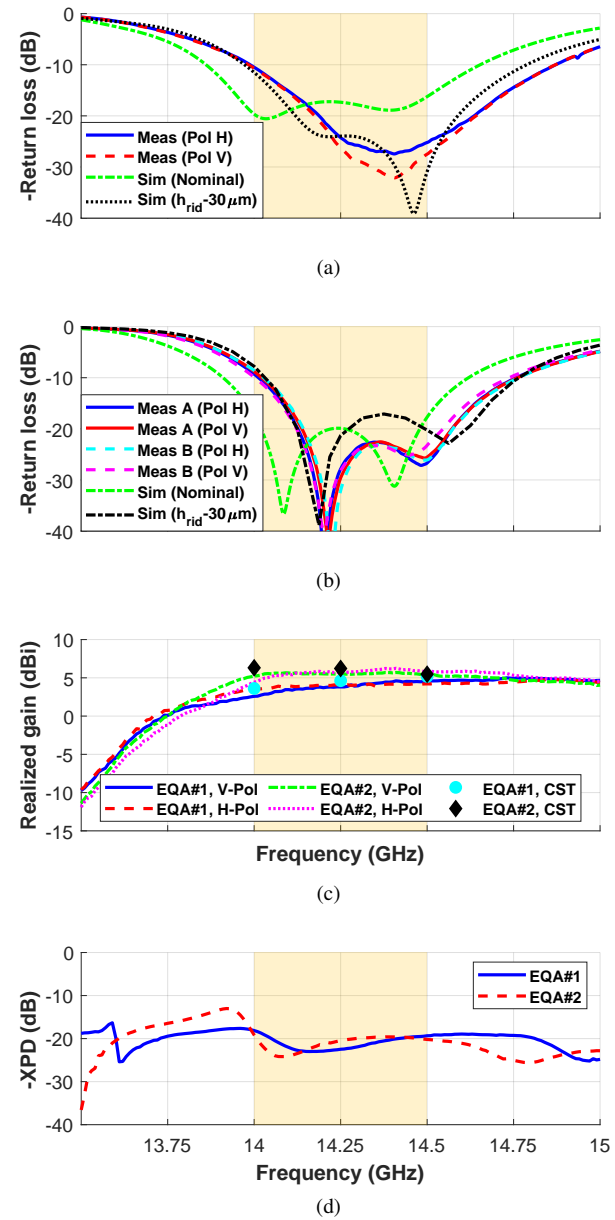 0
-10
-20
-30
-40
-Return loss (dB)
Meas (Pol H)
Meas (Pol V)
Sim (Nominal)
Sim (h_rid-30μm)
(a)
0
-10
-20
-30
-40
-Return loss (dB)
Meas A (Pol H)
Meas A (Pol V)
Meas B (Pol H)
Meas B (Pol V)
Sim (Nominal)
Sim (h_rid-30μm)
(b)
10
5
0
-5
-10
-15
Realized gain (dBi)
EQA#1, V-Pol EQA#2, V-Pol EQA#1, CST
EQA#1, H-Pol EQA#2, H-Pol EQA#2, CST
Frequency (GHz)
(c)
0
-10
-20
-30
-40
-XPD (dB)
EQA#1
EQA#2
13.75 14 14.25 14.5 14.75 15
Frequency (GHz)
(d)